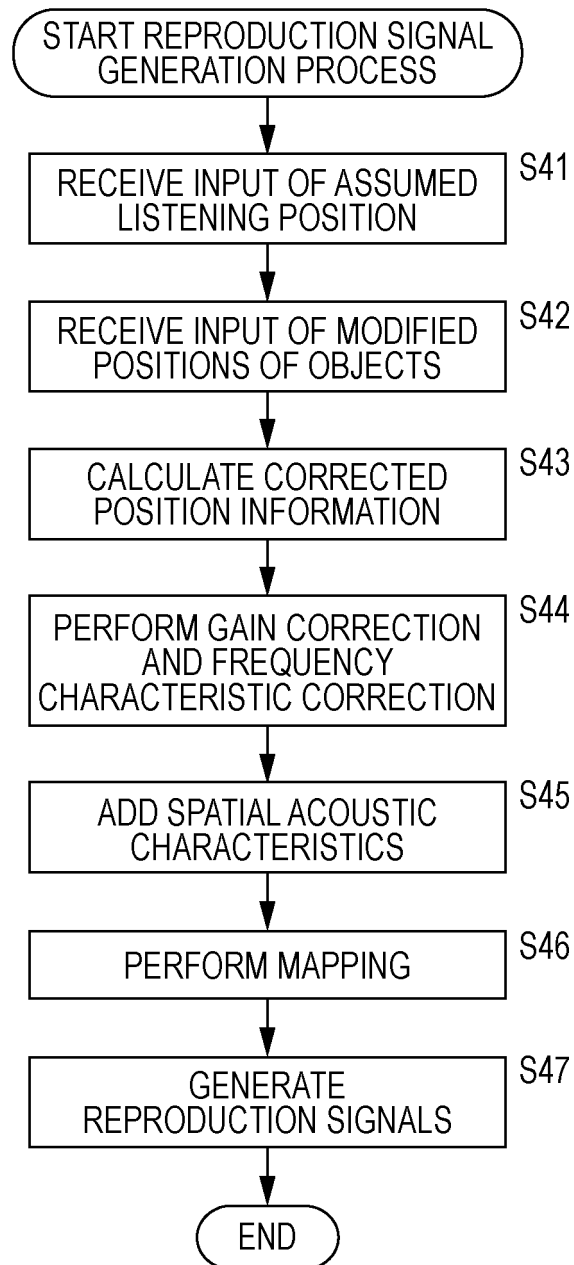 START REPRODUCTION SIGNAL
GENERATION PROCESS
S41
RECEIVE INPUT OF ASSUMED
LISTENING POSITION
S42
RECEIVE INPUT OF MODIFIED
POSITIONS OF OBJECTS
S43
CALCULATE CORRECTED
POSITION INFORMATION
S44
PERFORM GAIN CORRECTION
AND FREQUENCY
CHARACTERISTIC CORRECTION
S45
ADD SPATIAL ACOUSTIC
CHARACTERISTICS
S46
PERFORM MAPPING
S47
GENERATE
REPRODUCTION SIGNALS
END